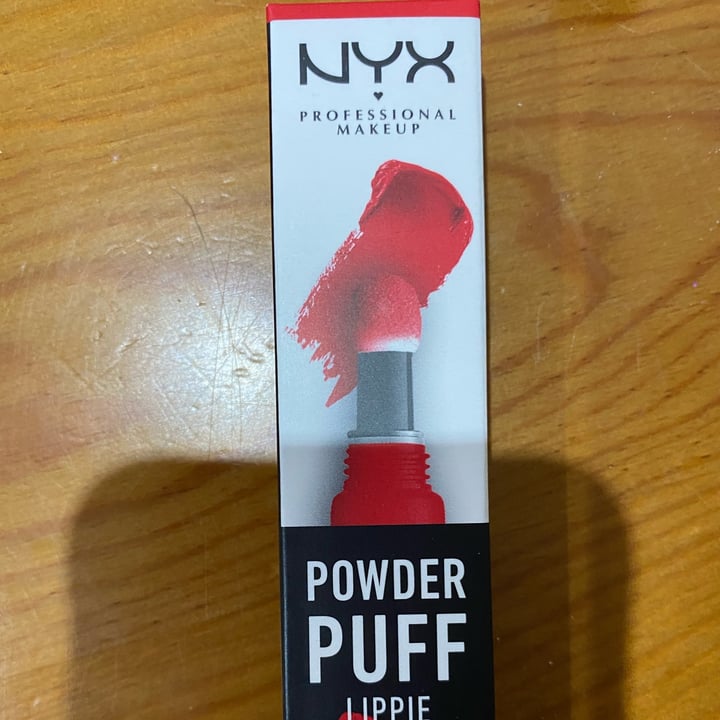 NYX
PROFESSIONAL
MAKEUP
POWDER
PUFF
LIPPIE